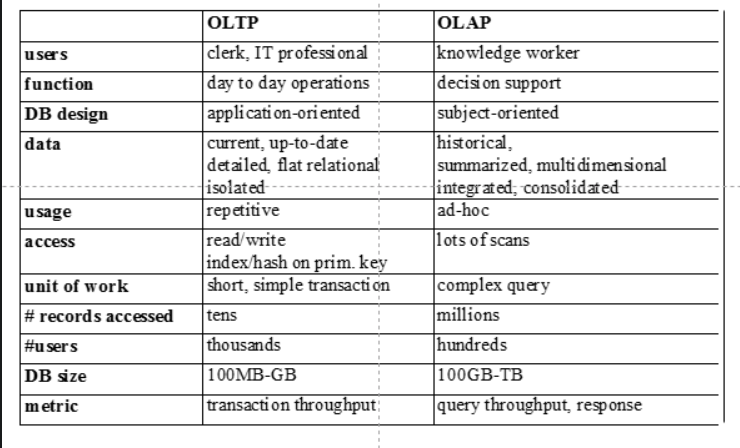 OLTP OLAP
users clerk, IT professional knowledge worker
function day to day operations decision support
DB design application-oriented subject-oriented
data current, up-to-date historical,
detailed, flat relational summarized, multidimensional
isolated integrated, consolidated
usage repetitive ad-hoc
access read/write lots of scans
index/hash on prim. key
unit of work short, simple transaction complex query
# records accessed tens millions
#users thousands hundreds
DB size 100MB-GB 100GB-TB
metric transaction throughput query throughput, response